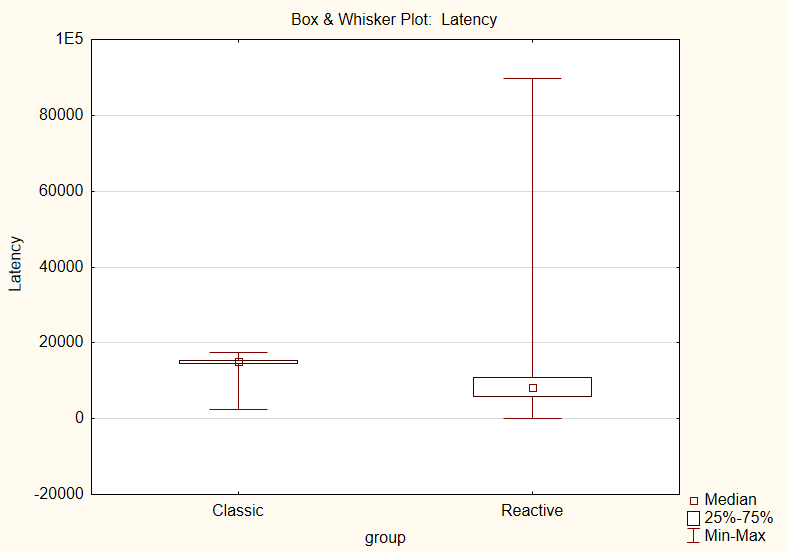 Box & Whisker Plot: Latency
1E5
80000
60000
40000
20000
0
-20000
Latency
Classic
Reactive
group
Median
25%-75%
Min-Max